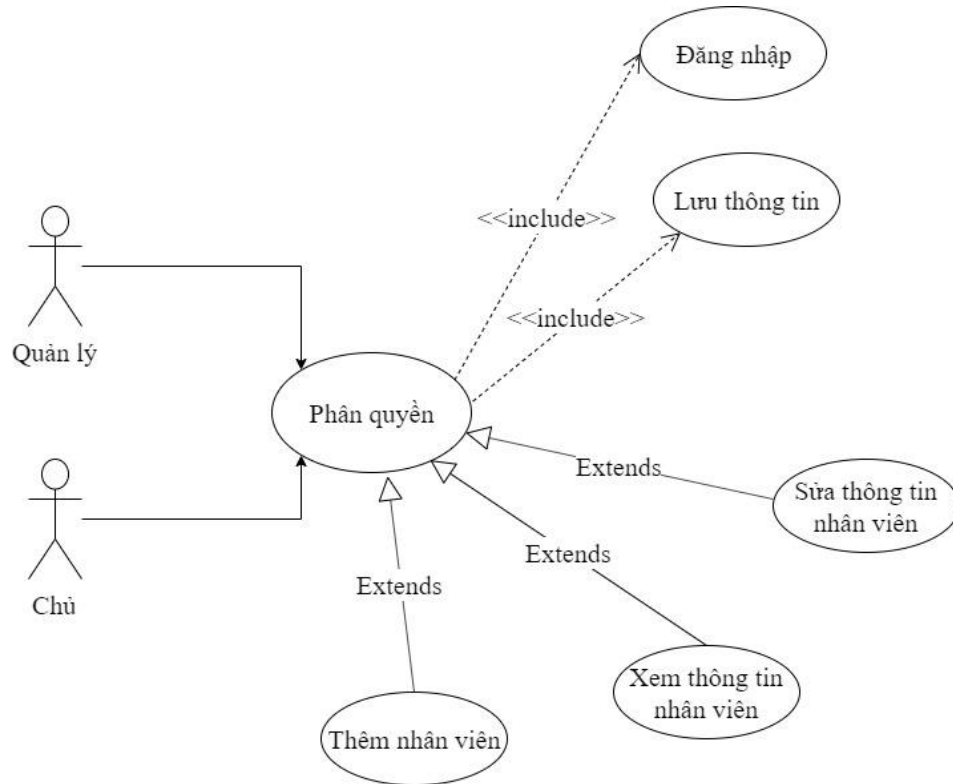 Đăng nhập
Lưu thông tin
<<include>>
<<include>>
Quản lý
Phân quyền
Extends
Sửa thông tin
nhân viên
Extends
Extends
Chủ
Xem thông tin
nhân viên
Thêm nhân viên